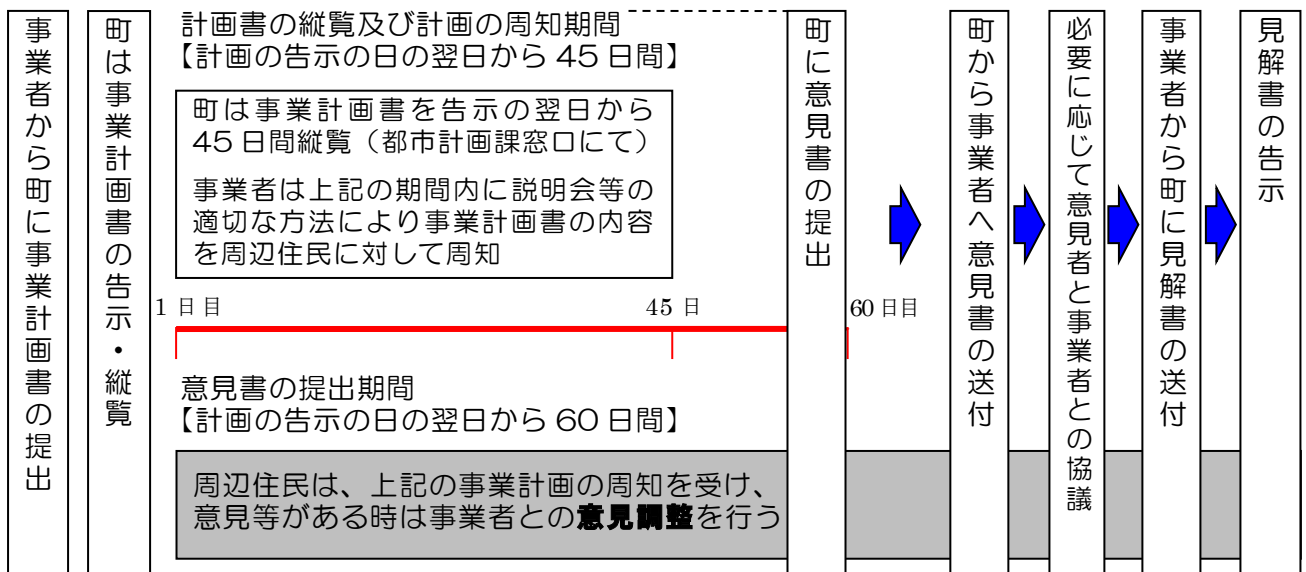 事業者から町に事業計画書の提出
町は事業計画書の告示・縦覧
計画書の縦覧及び計画の周知期間
【計画の告示の日の翌日から 45 日間】
町は事業計画書を告示の翌日から
45 日間縦覧（都市計画課窓口にて）
事業者は上記の期間内に説明会等の
適切な方法により事業計画書の内容
を周辺住民に対して周知
1 日目
45 日
60 日目
意見書の提出期間
【計画の告示の日の翌日から 60 日間】
周辺住民は、上記の事業計画の周知を受け、
意見等がある時は事業者との意見調整を行う
町に意見書の提出
町から事業者へ意見書の送付
必要に応じて意見者と事業者との協議
事業者から町に見解書の送付
見解書の告示